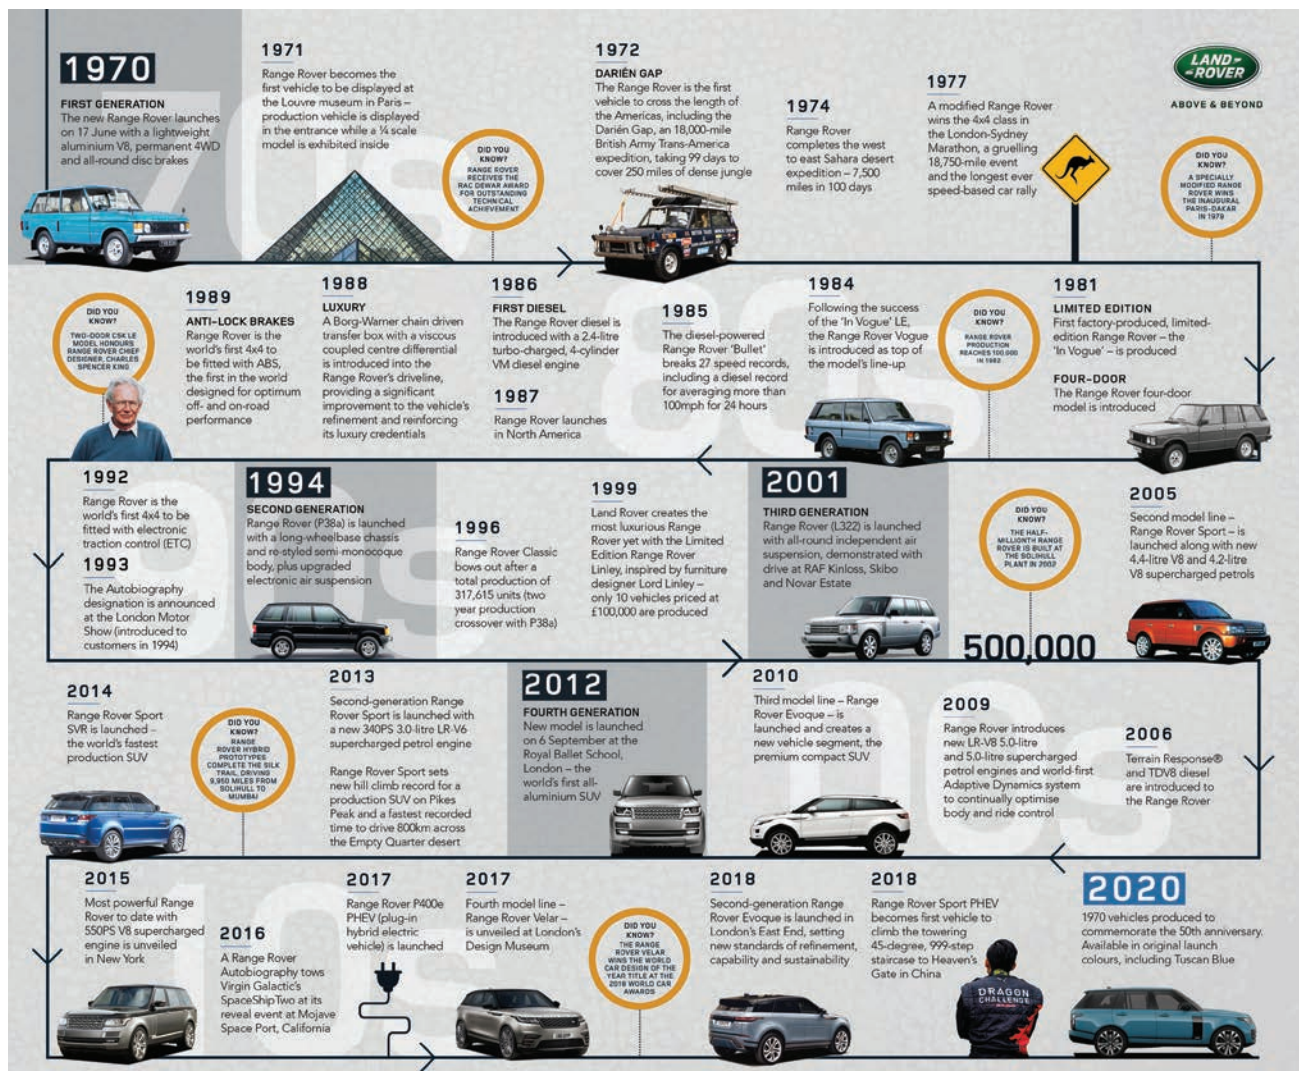 1970
FIRST GENERATION
The new Range Rover launches
on 17 June with a lightweight
aluminium V8, permanent 4WD
and all-round disc brakes
70s
1971
Range Rover becomes the
first vehicle to be displayed at
the Louvre museum in Paris –
production vehicle is displayed
in the entrance while a ¼ scale
model is exhibited inside
DID YOU
KNOW?
RANGE ROVER
RECEIVES THE
RAC DEWAR AWARD
FOR OUTSTANDING
TECHNICAL
ACHIEVEMENT
1972
DARIÉN GAP
The Range Rover is the first
vehicle to cross the length of
the Americas, including the
Darién Gap, an 18,000-mile
British Army Trans-America
expedition, taking 99 days to
cover 250 miles of dense jungle
1974
Range Rover
completes the west
to east Sahara desert
expedition – 7,500
miles in 100 days
1977
A modified Range Rover
wins the 4x4 class in
the London-Sydney
Marathon, a gruelling
18,750-mile event
and the longest ever
speed-based car rally
LAND-
-ROVER
ABOVE & BEYOND
DID YOU
KNOW?
A SPECIALLY
MODIFIED RANGE
ROVER WINS
THE INAUGURAL
PARIS-DAKAR
IN 1979
80s
1981
LIMITED EDITION
First factory-produced, limited-
edition Range Rover – the
'In Vogue' – is produced
FOUR-DOOR
The Range Rover four-door
model is introduced
DID YOU
KNOW?
RANGE ROVER
PRODUCTION
REACHES 100,000
IN 1982
1984
Following the success
of the 'In Vogue' LE,
the Range Rover Vogue
is introduced as top of
the model's line-up
1985
The diesel-powered
Range Rover 'Bullet'
breaks 27 speed records,
including a diesel record
for averaging more than
100mph for 24 hours
1986
FIRST DIESEL
The Range Rover diesel is
introduced with a 2.4-litre
turbo-charged, 4-cylinder
VM diesel engine
1987
Range Rover launches
in North America
1988
LUXURY
A Borg-Warner chain driven
transfer box with a viscous
coupled centre differential
is introduced into the
Range Rover's driveline,
providing a significant
improvement to the vehicle's
refinement and reinforcing
its luxury credentials
1989
ANTI-LOCK BRAKES
Range Rover is the
world's first 4x4 to
be fitted with ABS,
the first in the world
designed for optimum
off- and on-road
performance
DID YOU
KNOW?
TWO-DOOR CSK LE
MODEL HONOURS
RANGE ROVER CHIEF
DESIGNER, CHARLES
SPENCER KING
90s
1992
Range Rover is the
world's first 4x4 to be
fitted with electronic
traction control (ETC)
1993
The Autobiography
designation is announced
at the London Motor
Show (introduced to
customers in 1994)
1994
SECOND GENERATION
Range Rover (P38a) is launched
with a long-wheelbase chassis
and re-styled semi-monocoque
body, plus upgraded
electronic air suspension
1996
Range Rover Classic
bows out after a
total production of
317,615 units (two
year production
crossover with P38a)
1999
Land Rover creates the
most luxurious Range
Rover yet with the Limited
Edition Range Rover
Linley, inspired by furniture
designer Lord Linley –
only 10 vehicles priced at
£100,000 are produced
2001
THIRD GENERATION
Range Rover (L322) is launched
with all-round independent air
suspension, demonstrated with
drive at RAF Kinloss, Skibo
and Novar Estate
DID YOU
KNOW?
THE HALF-
MILLIONTH RANGE
ROVER IS BUILT AT
THE SOLIHULL
PLANT IN 2002
500,000
2005
Second model line –
Range Rover Sport – is
launched along with new
4.4-litre V8 and 4.2-litre
V8 supercharged petrols
00s
2006
Terrain Response®
and TDV8 diesel
are introduced to
the Range Rover
2009
Range Rover introduces
new LR-V8 5.0-litre
and 5.0-litre supercharged
petrol engines and world-first
Adaptive Dynamics system
to continually optimise
body and ride control
2010
Third model line – Range
Rover Evoque – is
launched and creates a
new vehicle segment, the
premium compact SUV
2012
FOURTH GENERATION
New model is launched
on 6 September at the
Royal Ballet School,
London – the
world's first all-
aluminium SUV
2013
Second-generation Range
Rover Sport is launched with
a new 340PS 3.0-litre LR-V6
supercharged petrol engine
Range Rover Sport sets
new hill climb record for a
production SUV on Pikes
Peak and a fastest recorded
time to drive 800km across
the Empty Quarter desert
DID YOU
KNOW?
RANGE
ROVER HYBRID
PROTOTYPES
COMPLETE THE SILK
TRAIL, DRIVING
9,950 MILES FROM
SOLIHULL TO
MUMBAI
2014
Range Rover Sport
SVR is launched –
the world's fastest
production SUV
10s
2015
Most powerful Range
Rover to date with
550PS V8 supercharged
engine is unveiled
in New York
2016
A Range Rover
Autobiography tows
Virgin Galactic's
SpaceShipTwo at its
reveal event at Mojave
Space Port, California
2017
Range Rover P400e
PHEV (plug-in
hybrid electric
vehicle) is launched
2017
Fourth model line –
Range Rover Velar –
is unveiled at London's
Design Museum
DID YOU
KNOW?
THE RANGE
ROVER VELAR
WINS THE WORLD
CAR DESIGN OF THE
YEAR TITLE AT THE
2018 WORLD CAR
AWARDS
2018
Second-generation Range
Rover Evoque is launched in
London's East End, setting
new standards of refinement,
capability and sustainability
2018
Range Rover Sport PHEV
becomes first vehicle to
climb the towering
45-degree, 999-step
staircase to Heaven's
Gate in China
DRAGON
CHALLENGE
2020
1970 vehicles produced to
commemorate the 50th anniversary.
Available in original launch
colours, including Tuscan Blue